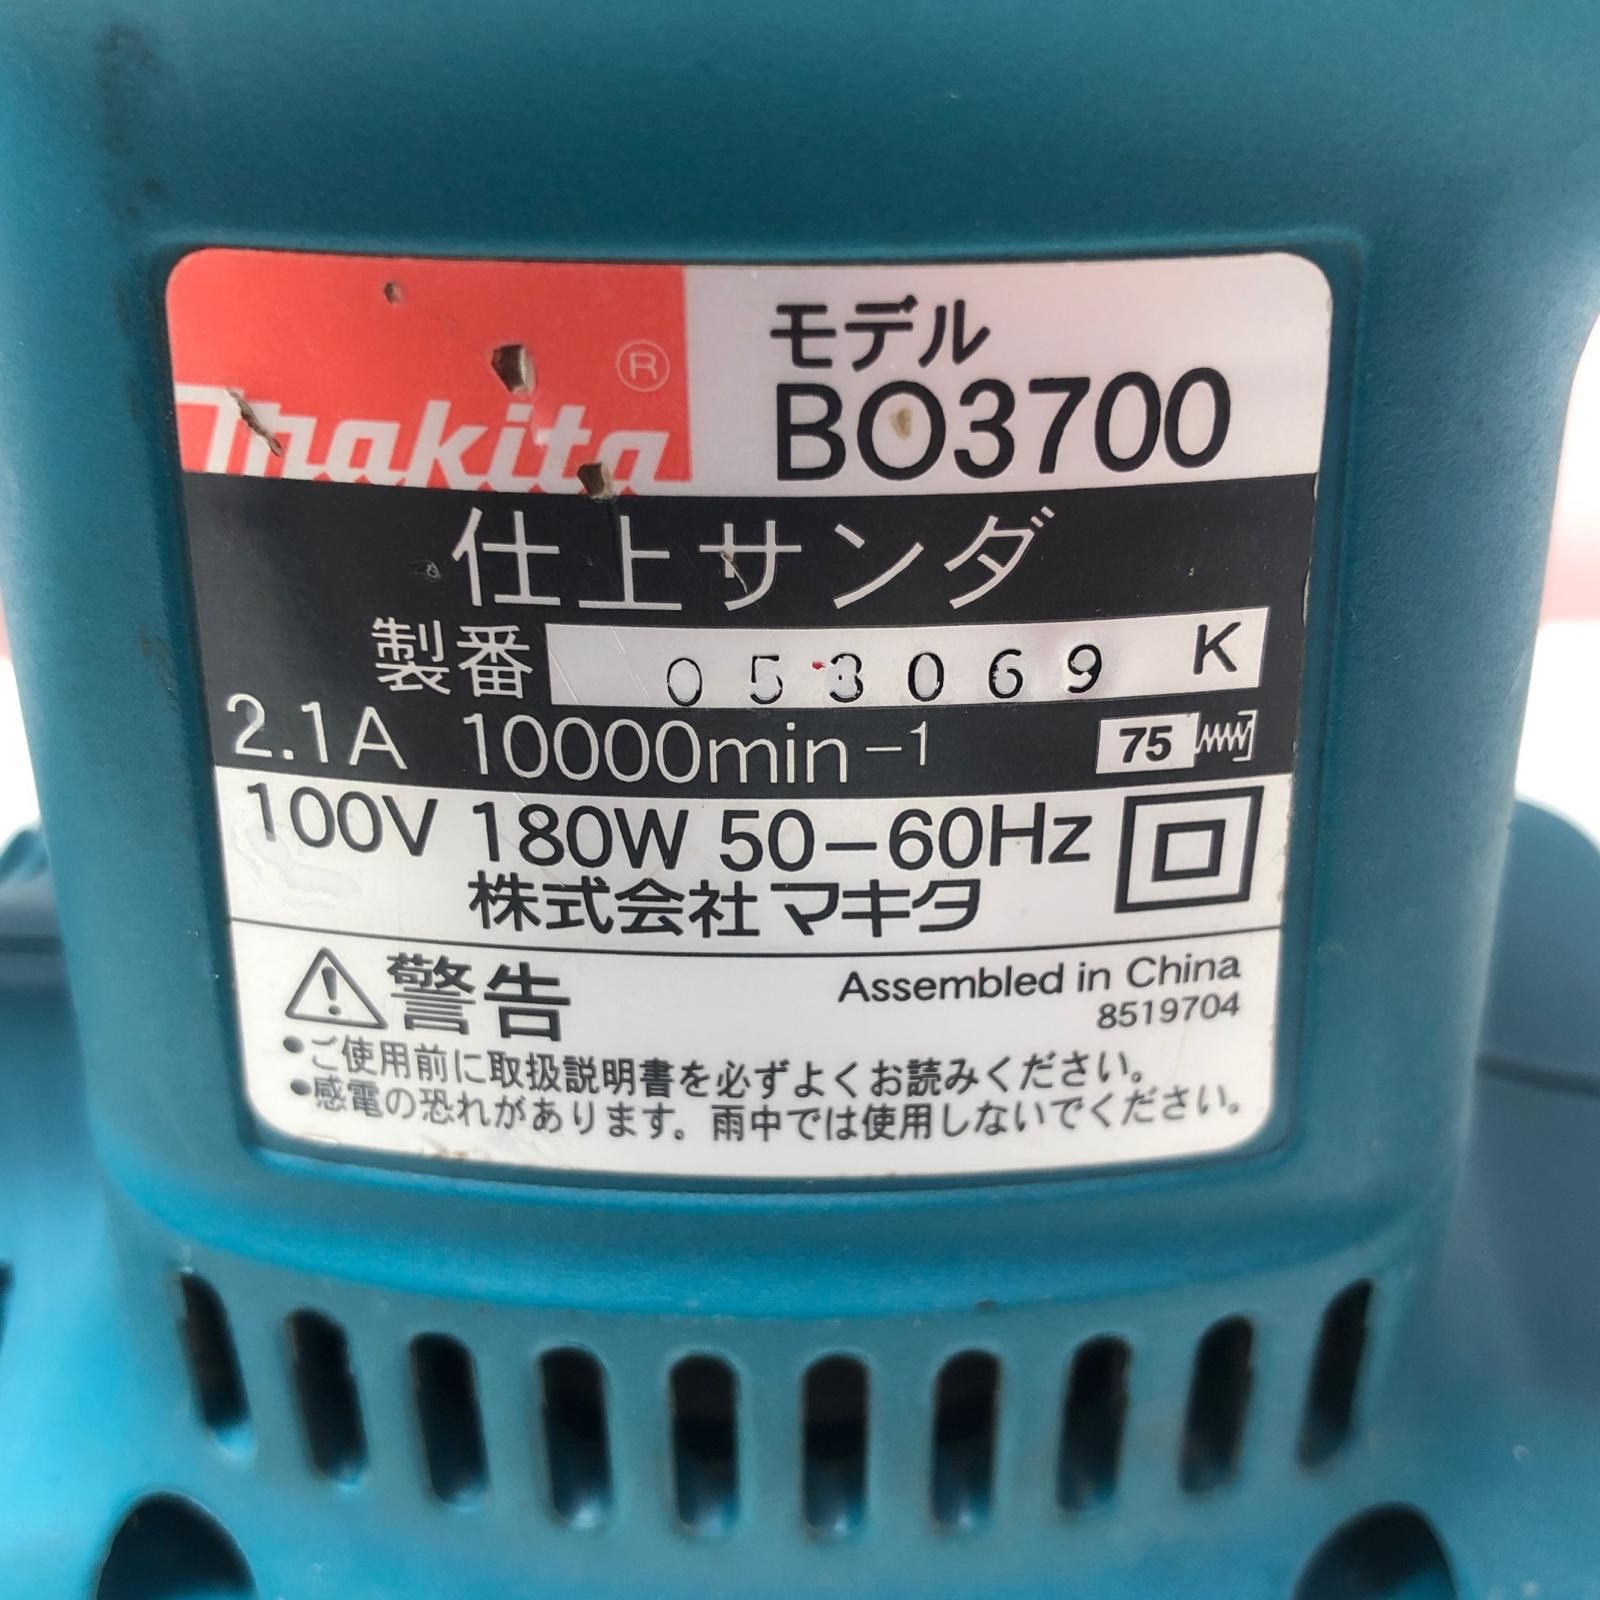 makita ®
モデル
BO3700
仕上サンダ
製番 053069 K
2.1A 10000min⁻¹ 75
100V 180W 50-60Hz
株式会社マキタ
警告
Assembled in China
8519704
●ご使用前に取扱説明書を必ずよくお読みください。
●感電の恐れがあります。雨中では使用しないでください。